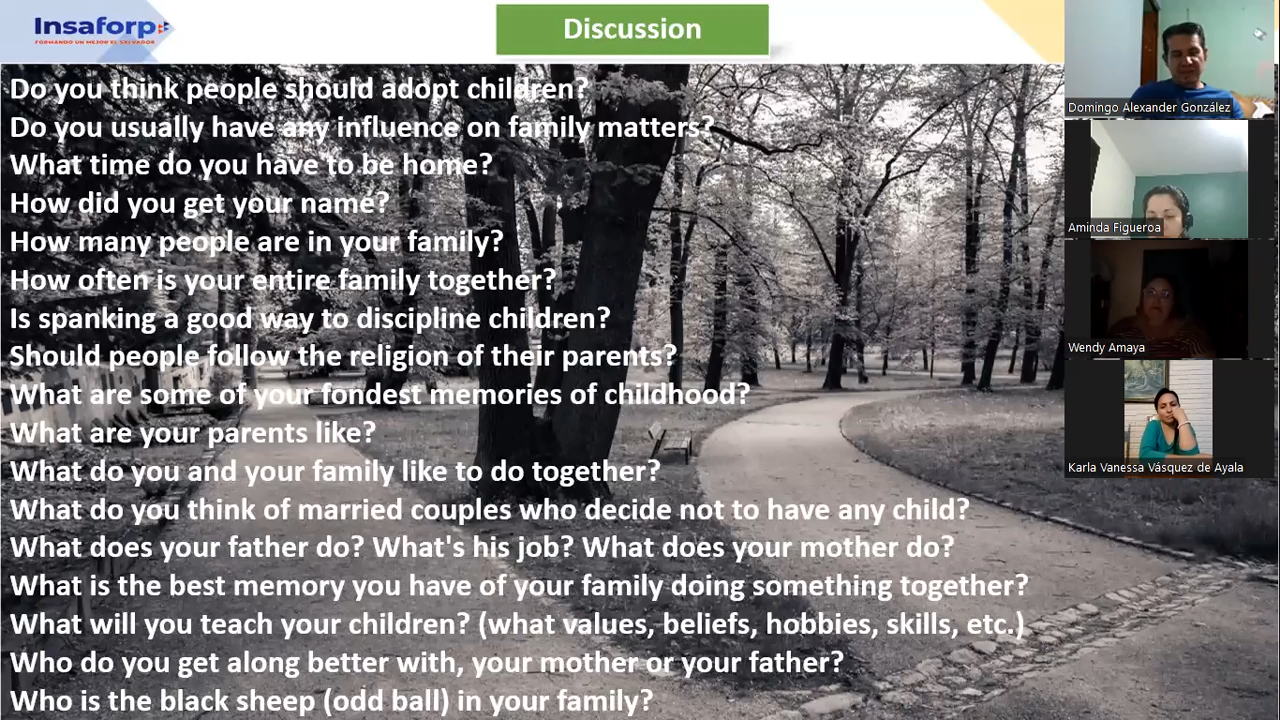 Insaforp
FORMANDO UN MEJOR EL SALVADOR
Discussion
Do you think people should adopt children?
Do you usually have any influence on family matters?
What time do you have to be home?
How did you get your name?
How many people are in your family?
How often is your entire family together?
Is spanking a good way to discipline children?
Should people follow the religion of their parents?
What are some of your fondest memories of childhood?
What are your parents like?
What do you and your family like to do together?
What do you think of married couples who decide not to have any child?
What does your father do? What's his job? What does your mother do?
What is the best memory you have of your family doing something together?
What will you teach your children? (what values, beliefs, hobbies, skills, etc.)
Who do you get along better with, your mother or your father?
Who is the black sheep (odd ball) in your family?
Domingo Alexander González
Aminda Figueroa
Wendy Amaya
Karla Vanessa Vásquez de Ayala